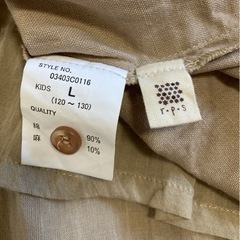 STYLE NO.
03403C0116
KIDS L
(120～130)
QUALITY
綿 90%
麻 10%
r・p・s